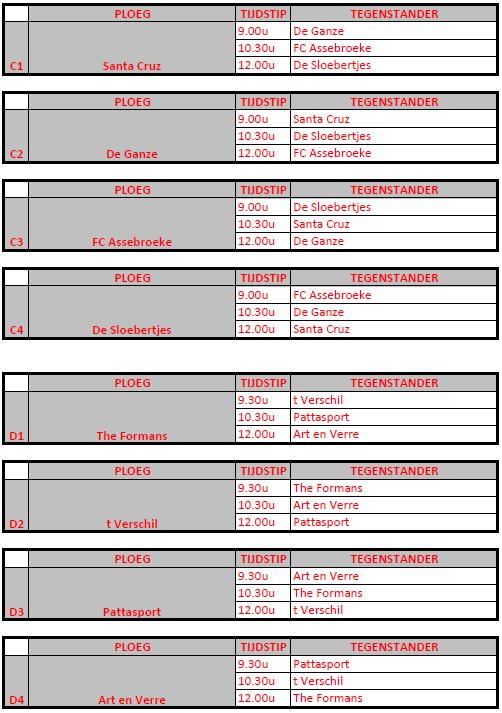 PLOEG TIJDSTIP TEGENSTANDER
9.00u De Ganze
10.30u FC Assebroeke
C1 Santa Cruz 12.00u De Sloebertjes
PLOEG TIJDSTIP TEGENSTANDER
9.00u Santa Cruz
10.30u De Sloebertjes
C2 De Ganze 12.00u FC Assebroeke
PLOEG TIJDSTIP TEGENSTANDER
9.00u De Sloebertjes
10.30u Santa Cruz
C3 FC Assebroeke 12.00u De Ganze
PLOEG TIJDSTIP TEGENSTANDER
9.00u FC Assebroeke
10.30u De Ganze
C4 De Sloebertjes 12.00u Santa Cruz
PLOEG TIJDSTIP TEGENSTANDER
9.30u t Verschil
10.30u Pattasport
D1 The Formans 12.00u Art en Verre
PLOEG TIJDSTIP TEGENSTANDER
9.30u The Formans
10.30u Art en Verre
D2 t Verschil 12.00u Pattasport
PLOEG TIJDSTIP TEGENSTANDER
9.30u Art en Verre
10.30u The Formans
D3 Pattasport 12.00u t Verschil
PLOEG TIJDSTIP TEGENSTANDER
9.30u Pattasport
10.30u t Verschil
D4 Art en Verre 12.00u The Formans